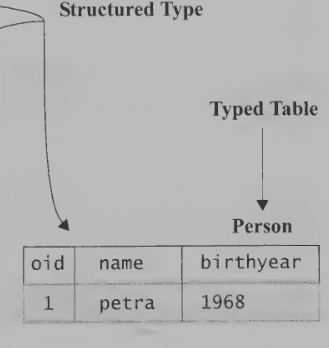 Structured Type
Typed Table
Person
oid name birthyear
1 petra 1968